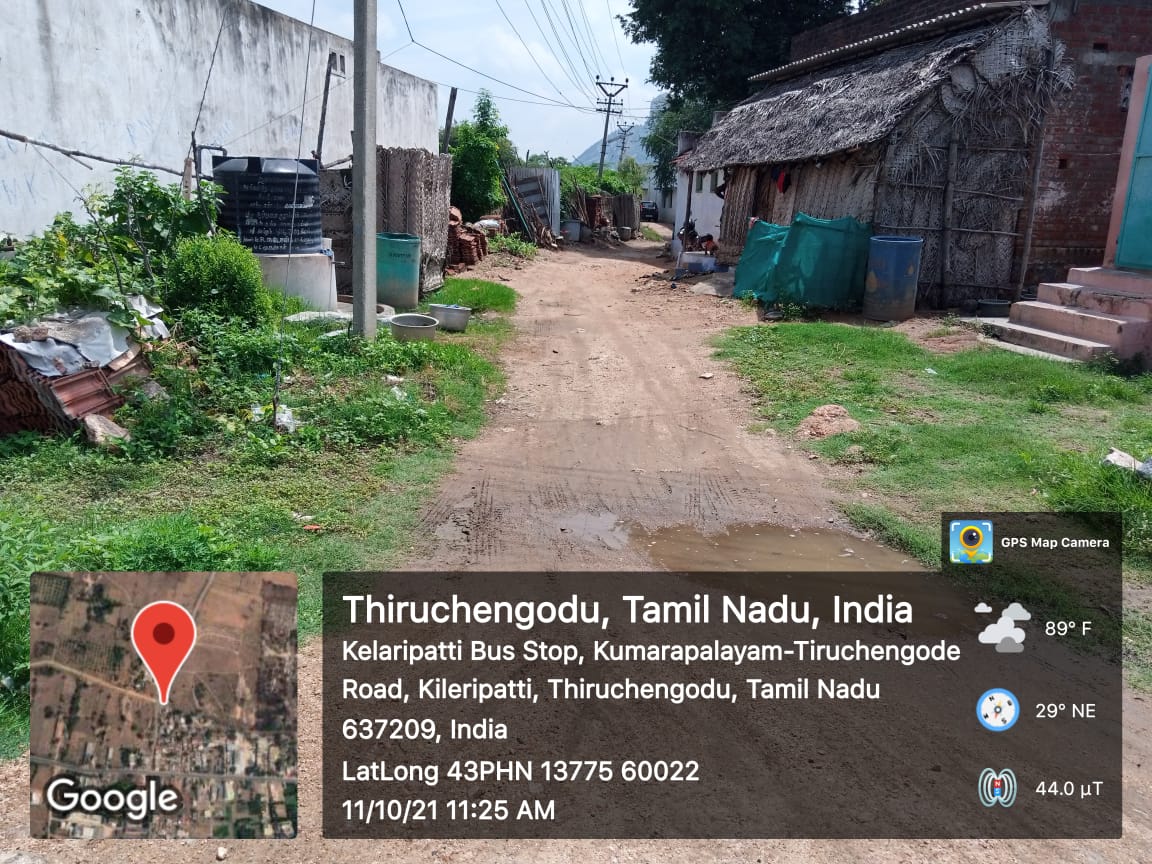 GPS Map Camera
Thiruchengodu, Tamil Nadu, India
Kelaripatti Bus Stop, Kumarapalayam-Tiruchengode
Road, Kileripatti, Thiruchengodu, Tamil Nadu
637209, India
LatLong 43PHN 13775 60022
11/10/21 11:25 AM
89° F
29° NE
44.0 µT
Google